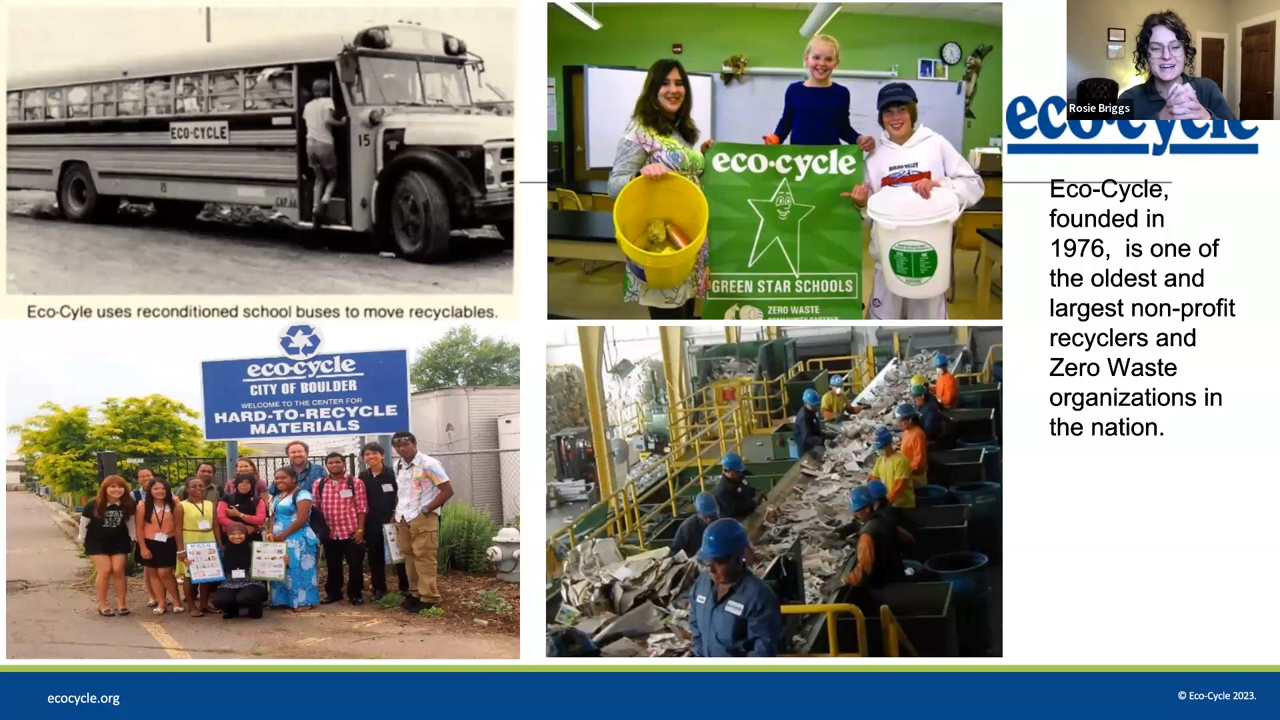 ECO-CYCLE
15
15
Eco-Cyle uses reconditioned school buses to move recyclables.
eco·cycle
GREEN STAR SCHOOLS
ZERO WASTE
eco·cycle
CITY OF BOULDER
WELCOME TO THE CENTER FOR
HARD-TO-RECYCLE
MATERIALS
Rosie Briggs
eco·cycle
Eco-Cycle,
founded in
1976, is one of
the oldest and
largest non-profit
recyclers and
Zero Waste
organizations in
the nation.
ecocycle.org
© Eco-Cycle 2023.